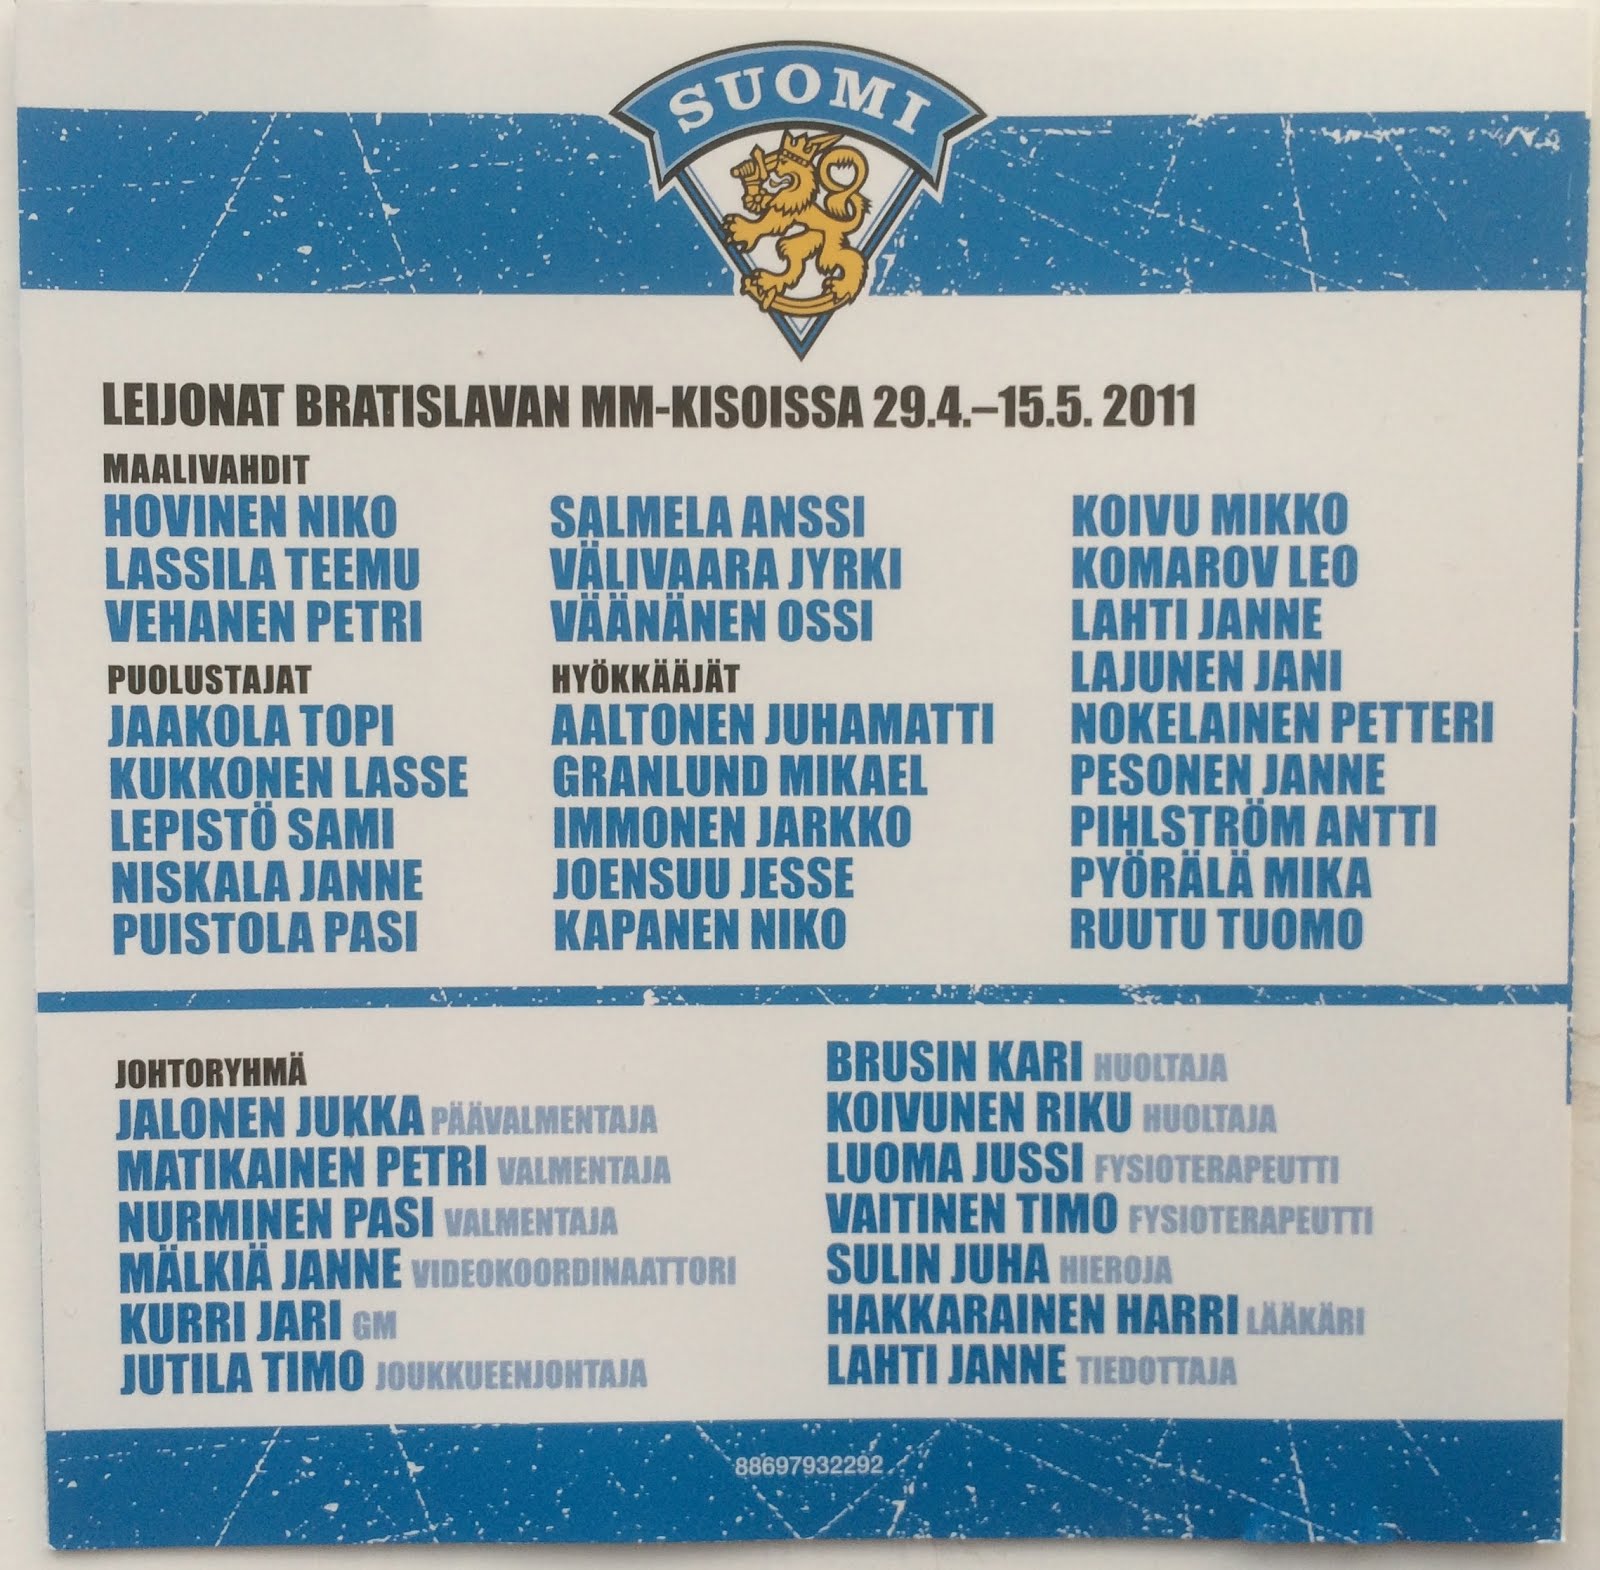 SUOMI
LEIJONAT BRATISLAVAN MM-KISOISSA 29.4.–15.5. 2011
MAALIVAHDIT
HOVINEN NIKO
LASSILA TEEMU
VEHANEN PETRI
PUOLUSTAJAT
JAAKOLA TOPI
KUKKONEN LASSE
LEPISTÖ SAMI
NISKALA JANNE
PUISTOLA PASI
SALMELA ANSSI
VÄLIVAARA JYRKI
VÄÄNÄNEN OSSI
HYÖKKÄÄJÄT
AALTONEN JUHAMATTI
GRANLUND MIKAEL
IMMONEN JARKKO
JOENSUU JESSE
KAPANEN NIKO
KOIVU MIKKO
KOMAROV LEO
LAHTI JANNE
LAJUNEN JANI
NOKELAINEN PETTERI
PESONEN JANNE
PIHLSTRÖM ANTTI
PYÖRÄLÄ MIKA
RUUTU TUOMO
JOHTORYHMÄ
JALONEN JUKKA PÄÄVALMENTAJA
MATIKAINEN PETRI VALMENTAJA
NURMINEN PASI VALMENTAJA
MÄLKIÄ JANNE VIDEOKOORDINAATTORI
KURRI JARI GM
JUTILA TIMO JOUKKUEENJOHTAJA
BRUSIN KARI HUOLTAJA
KOIVUNEN RIKU HUOLTAJA
LUOMA JUSSI FYSIOTERAPEUTTI
VAITINEN TIMO FYSIOTERAPEUTTI
SULIN JUHA HIEROJA
HAKKARAINEN HARRI LÄÄKÄRI
LAHTI JANNE TIEDOTTAJA
88697932292